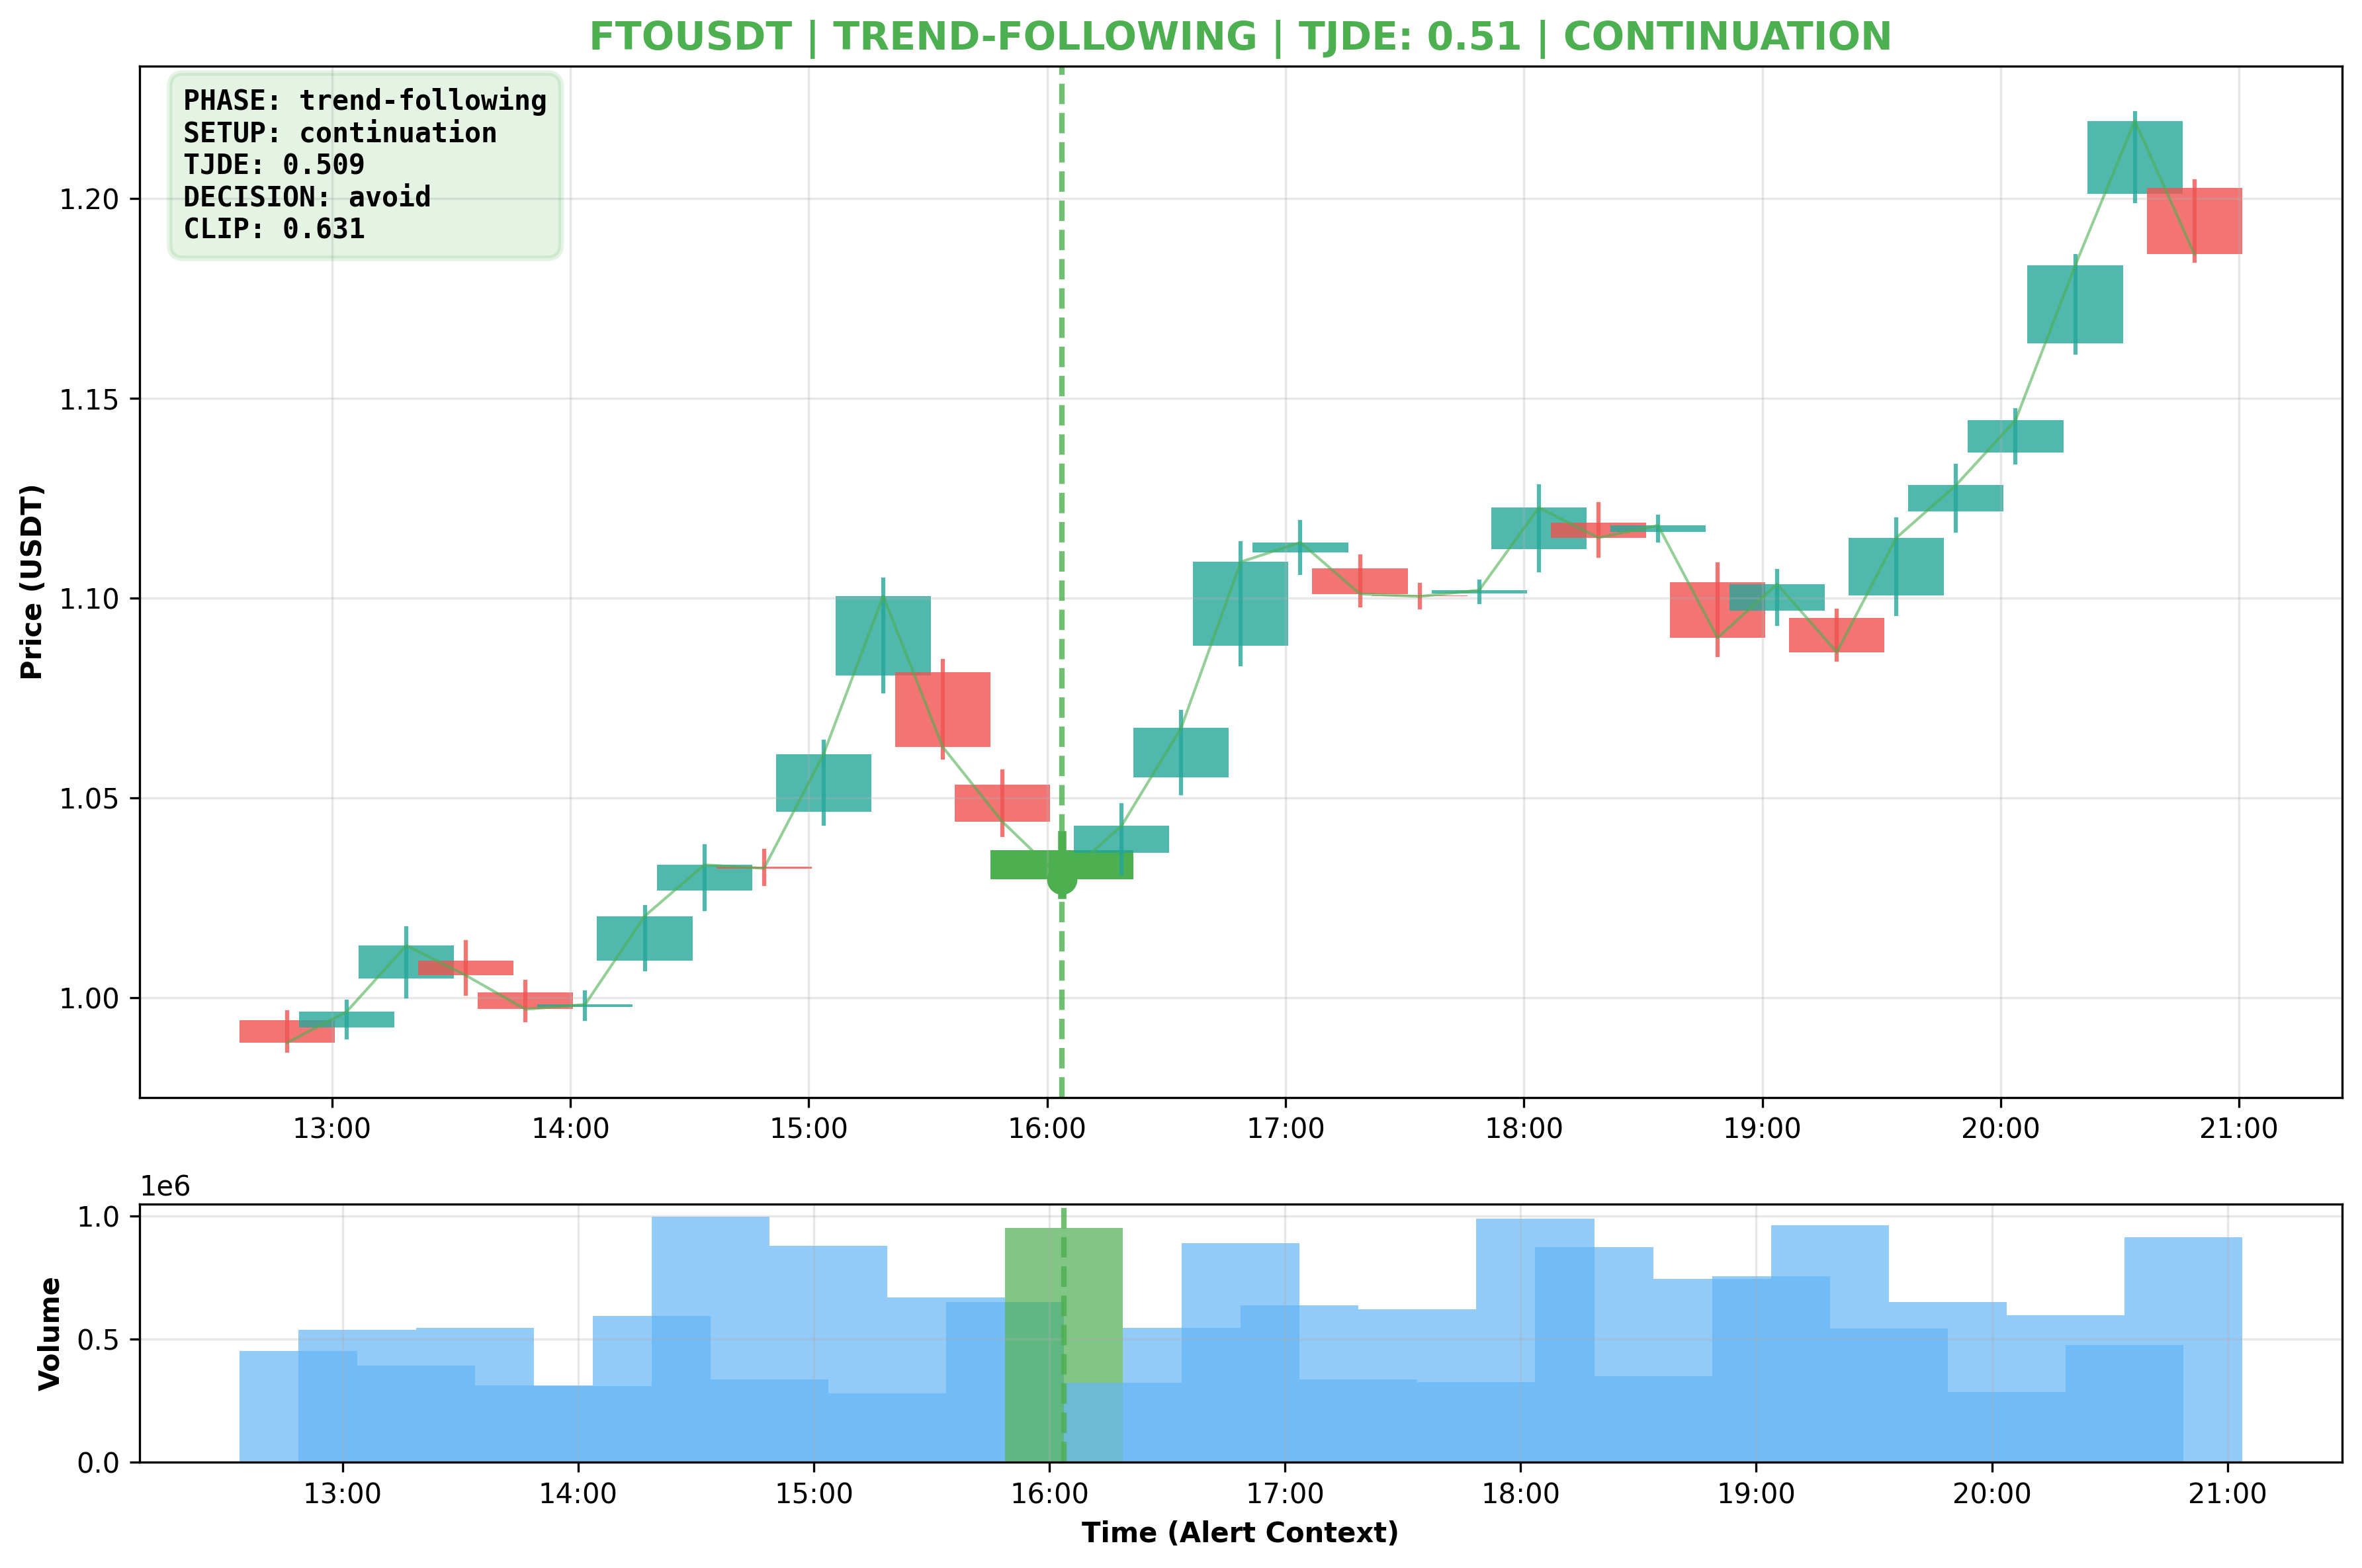 FTOUSDT | TREND-FOLLOWING | TJDE: 0.51 | CONTINUATION
PHASE: trend-following
SETUP: continuation
TJDE: 0.509
DECISION: avoid
CLIP: 0.631
Price (USDT)
1.20
1.15
1.10
1.05
1.00
13:00 14:00 15:00 16:00 17:00 18:00 19:00 20:00 21:00
1e6
Volume
1.0
0.5
0.0
13:00 14:00 15:00 16:00 17:00 18:00 19:00 20:00 21:00
Time (Alert Context)